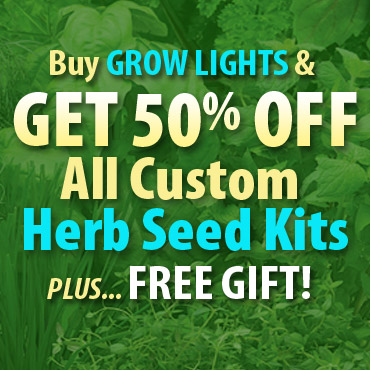 Buy GROW LIGHTS &
GET 50% OFF
All Custom
Herb Seed Kits
PLUS... FREE GIFT!